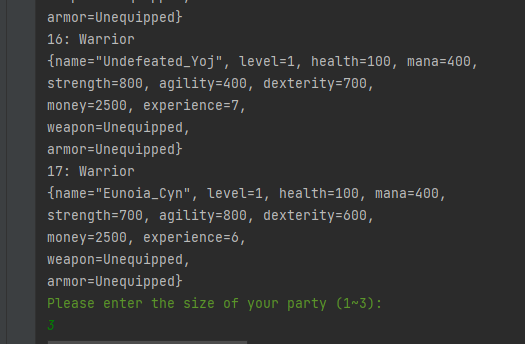 armor=Unequipped}
16: Warrior
{name="Undefeated_Yoj", level=1, health=100, mana=400,
strength=800, agility=400, dexterity=700,
money=2500, experience=7,
weapon=Unequipped,
armor=Unequipped}
17: Warrior
{name="Eunoia_Cyn", level=1, health=100, mana=400,
strength=700, agility=800, dexterity=600,
money=2500, experience=6,
weapon=Unequipped,
armor=Unequipped}
Please enter the size of your party (1~3):
3